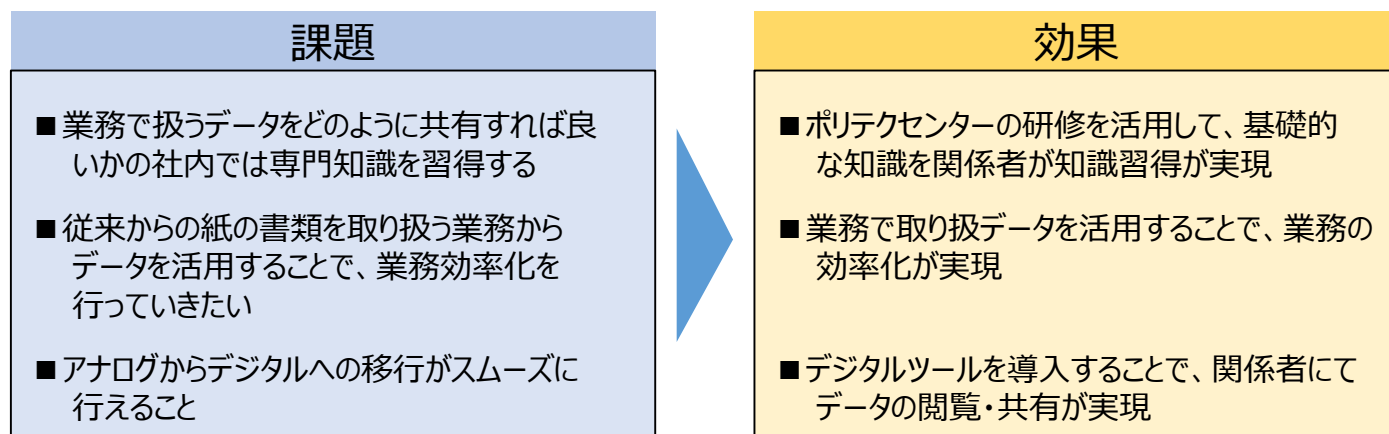 課題
■業務で扱うデータをどのように共有すれば良
いかの社内では専門知識を習得する
■従来からの紙の書類を取り扱う業務から
データを活用することで、業務効率化を
行っていきたい
■アナログからデジタルへの移行がスムーズに
行えること
効果
■ポリテクセンターの研修を活用して、基礎的
な知識を関係者が知識習得が実現
■業務で取り扱データを活用することで、業務の
効率化が実現
■デジタルツールを導入することで、関係者にて
データの閲覧・共有が実現